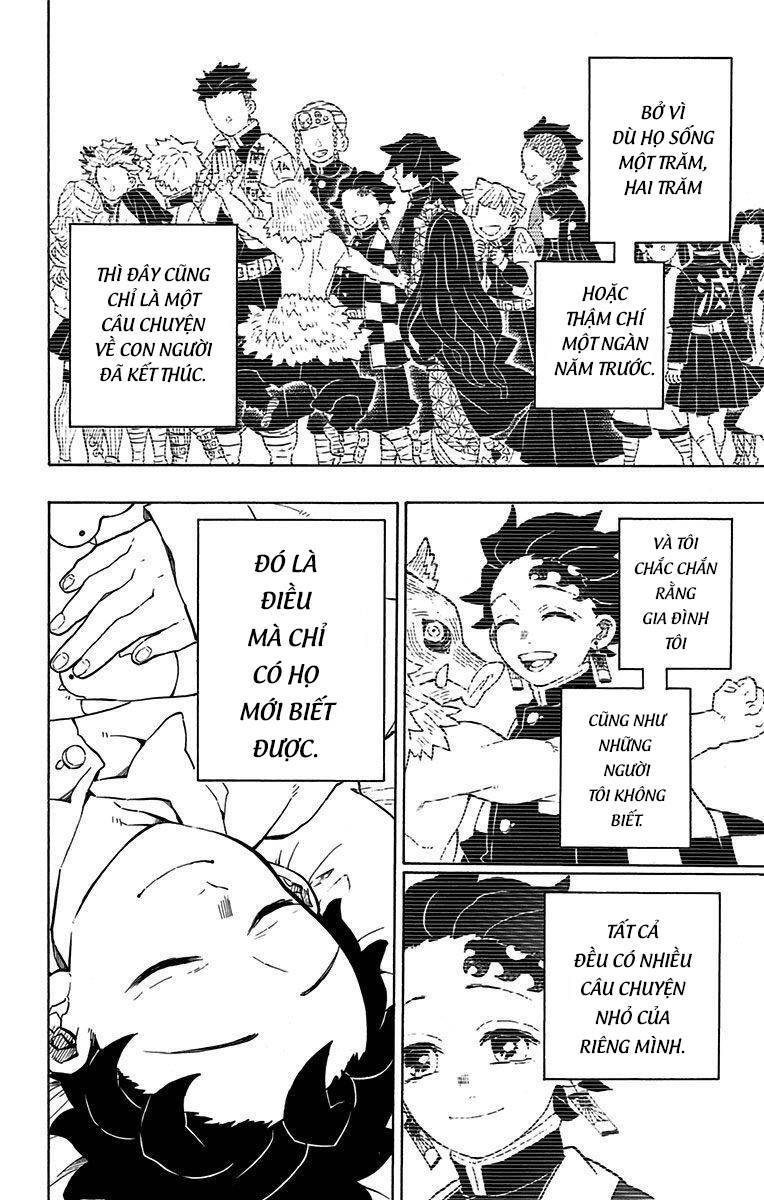 BỞ VÌ
DÙ HỌ SỐNG
MỘT TRĂM,
HAI TRĂM
HOẶC
THẬM CHÍ
MỘT NGÀN
NĂM TRƯỚC.
THÌ ĐÂY CŨNG
CHỈ LÀ MỘT
CÂU CHUYỆN
VỀ CON NGƯỜI
ĐÃ KẾT THÚC.
滅
VÀ TÔI
CHẮC CHẮN
RẰNG
GIA ĐÌNH
TÔI
CŨNG NHƯ
NHỮNG
NGƯỜI
TÔI KHÔNG
BIẾT.
TẤT CẢ
ĐỀU CÓ NHIỀU
CÂU CHUYỆN
NHỎ CỦA
RIÊNG MÌNH.
ĐÓ LÀ
ĐIỀU
MÀ CHỈ
CÓ HỌ
MỚI BIẾT
ĐƯỢC.